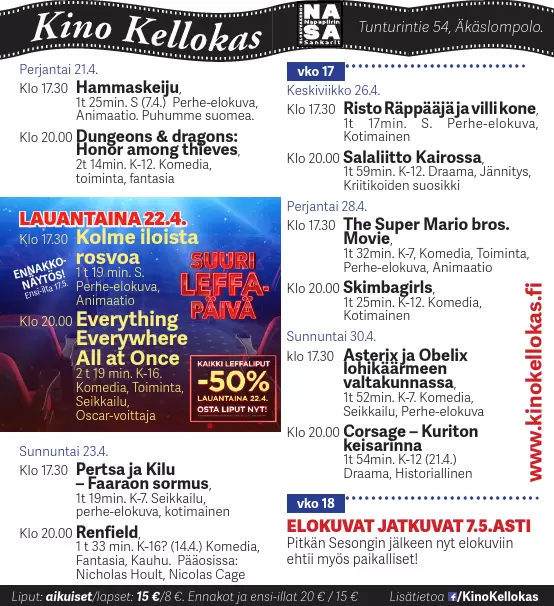 Kino Kellokas
NASA
Napapiirin
Sankarit
Tunturintie 54, Äkäslompolo.
Perjantai 21.4.
Klo 17.30 Hammaskeiju,
1t 25min. S (7.4.) Perhe-elokuva,
Animaatio. Puhumme suomea.
Klo 20.00 Dungeons & dragons:
Honor among thieves,
2t 14min. K-12. Komedia,
toiminta, fantasia
LAUANTAINA 22.4.
Klo 17.30 Kolme iloista
rosvoa
1 t 19 min. S.
Perhe-elokuva,
Animaatio
ENNAKKO-
NÄYTÖS!
Ensi-ilta 17.5.
Klo 20.00 Everything
Everywhere
All at Once
2 t 19 min. K-16.
Komedia, Toiminta,
Seikkailu,
Oscar-voittaja
SUURI
LEFFA-
PÄIVÄ
KAIKKI LEFFALIPUT
-50%
LAUANTAINA 22.4.
OSTA LIPUT NYT!
Sunnuntai 23.4.
Klo 17.30 Pertsa ja Kilu
– Faaraon sormus,
1t 19min. K-7. Seikkailu,
perhe-elokuva, kotimainen
Klo 20.00 Renfield,
1 t 33 min. K-16? (14.4.) Komedia,
Fantasia, Kauhu. Pääosissa:
Nicholas Hoult, Nicolas Cage
vko 17
Keskiviikko 26.4.
Klo 17.30 Risto Räppääjä ja villi kone,
1t 17min. S. Perhe-elokuva,
Kotimainen
Klo 20.00 Salaliitto Kairossa,
1t 59min. K-12. Draama, Jännitys,
Kriitikoiden suosikki
Perjantai 28.4.
Klo 17.30 The Super Mario bros.
Movie,
1t 32min. K-7, Komedia, Toiminta,
Perhe-elokuva, Animaatio
Klo 20.00 Skimbagirls,
1t 25min. K-12. Komedia,
Kotimainen
Sunnuntai 30.4.
klo 17.30 Asterix ja Obelix
lohikäärmeen
valtakunnassa,
1t 52min. K-7. Komedia,
Seikkailu, Perhe-elokuva
Klo 20.00 Corsage – Kuriton
keisarinna
1t 54min. K-12 (21.4.)
Draama, Historiallinen
www.kinokellokas.fi
vko 18
ELOKUVAT JATKUVAT 7.5.ASTI
Pitkän Sesongin jälkeen nyt elokuviin
ehtii myös paikalliset!
Liput: aikuiset/lapset: 15 €/8 €. Ennakot ja ensi-illat 20 € / 15 € Lisätietoa f/KinoKellokas